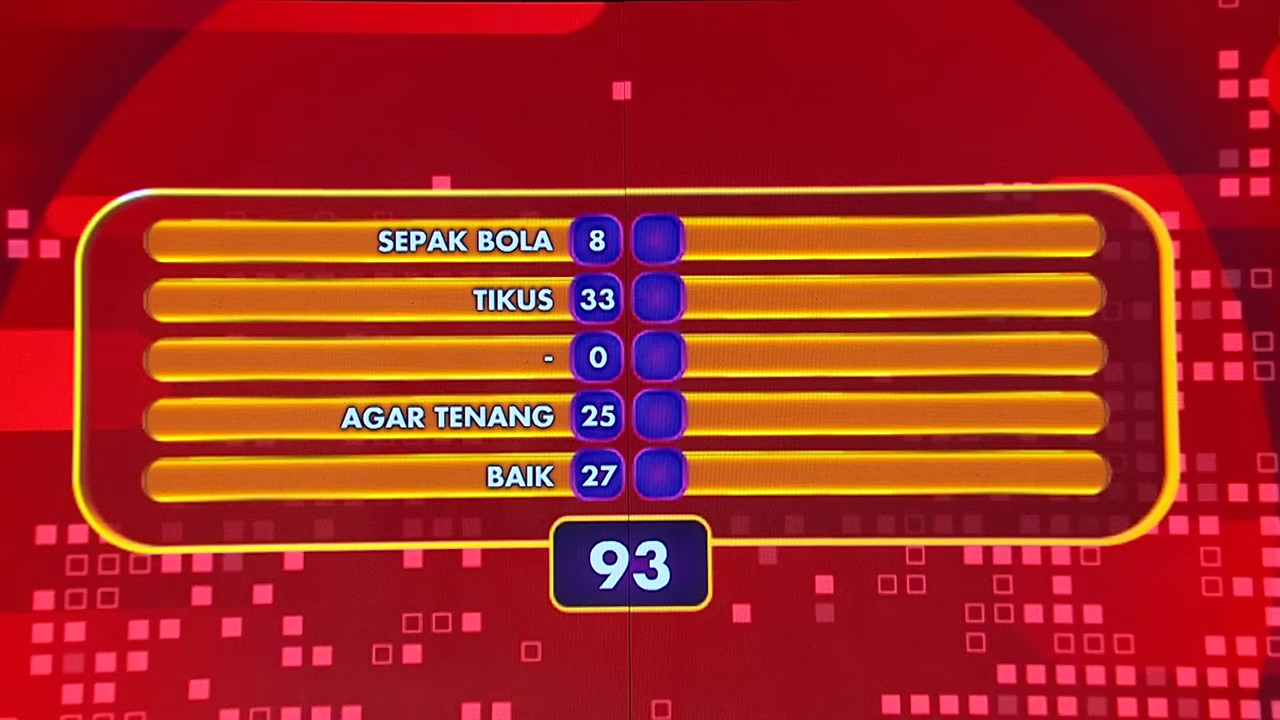 SEPAK BOLA 8
TIKUS 33
- 0
AGAR TENANG 25
BAIK 27
93